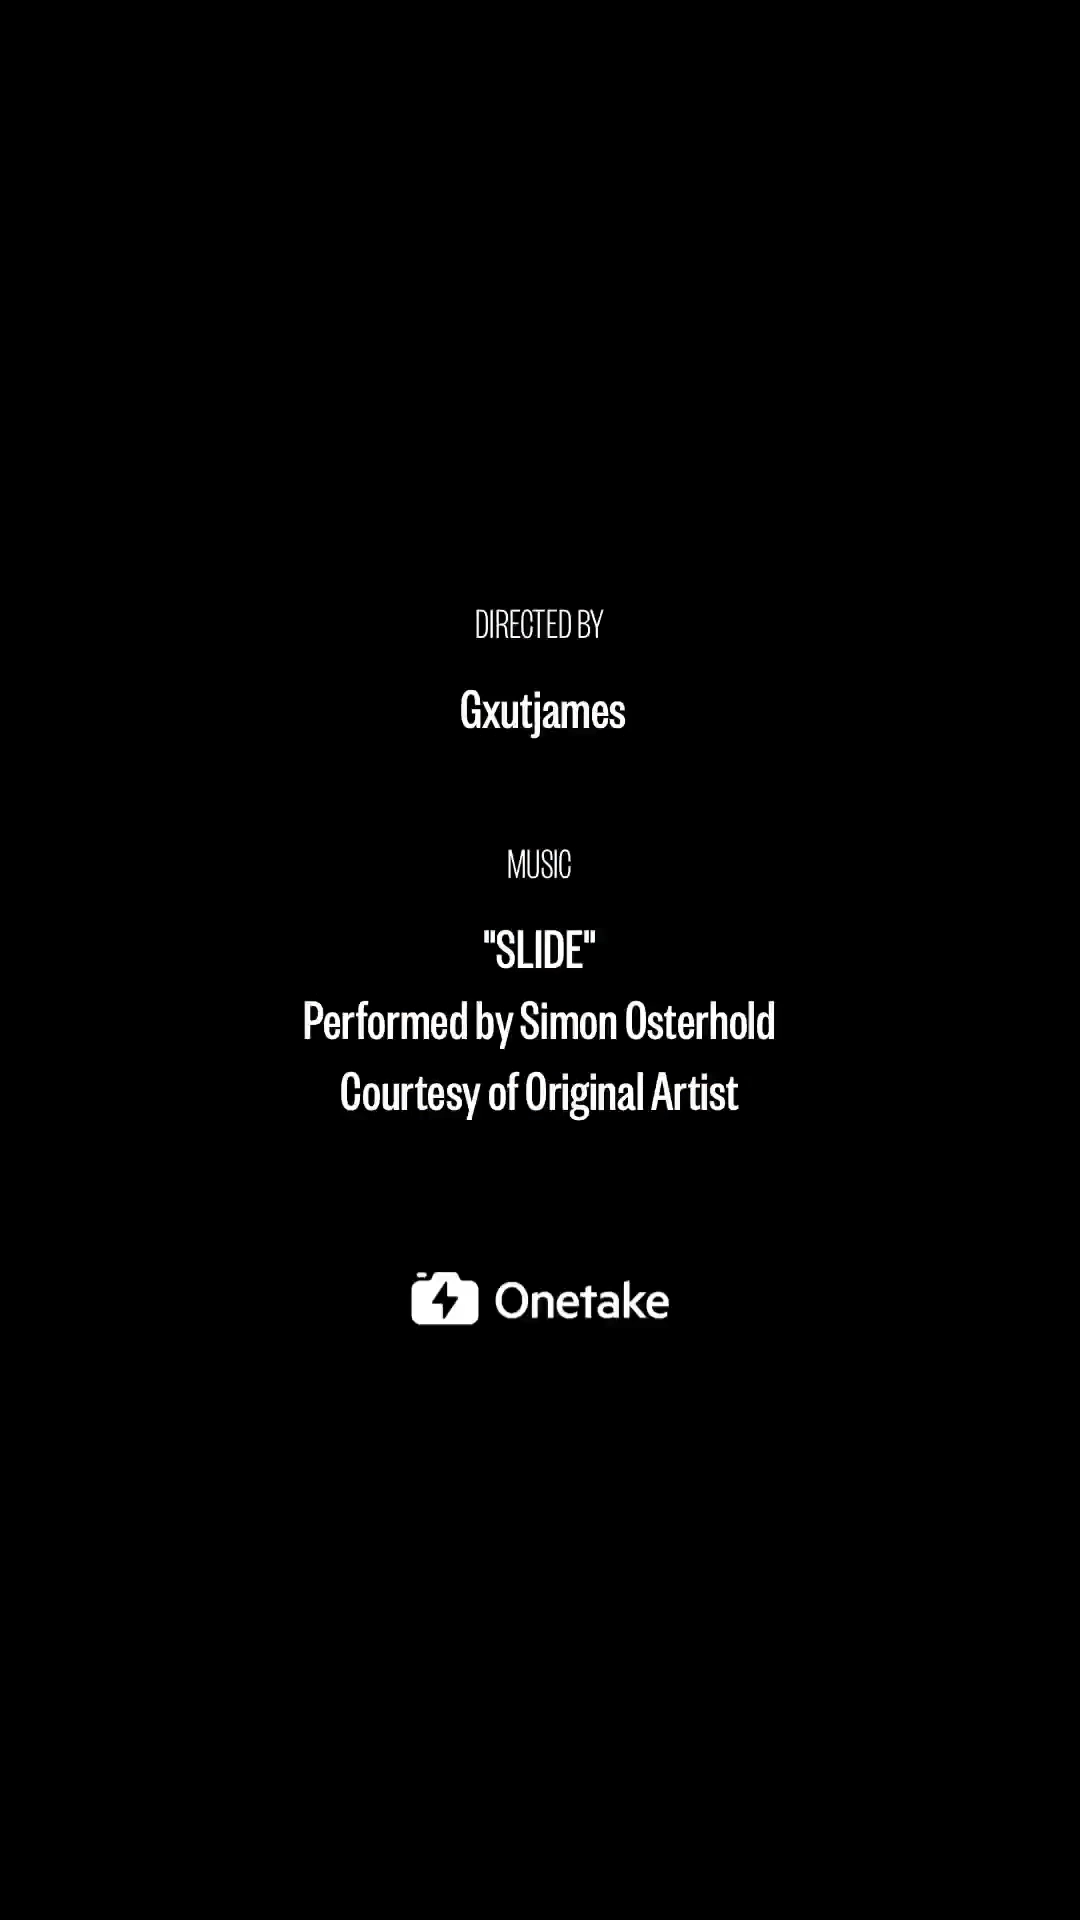 DIRECTED BY
Gxutjames
MUSIC
"SLIDE"
Performed by Simon Osterhold
Courtesy of Original Artist
Onetake